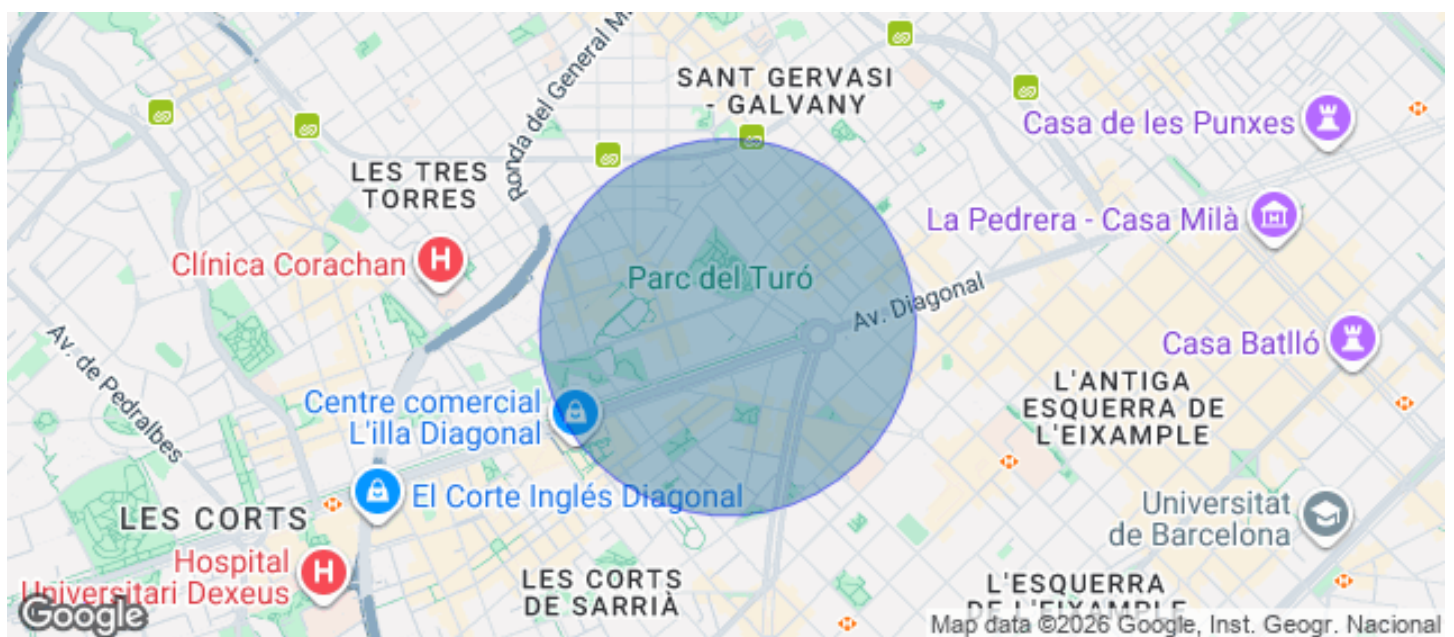 SANT GERVASI
- GALVANY
Ronda del General M
Casa de les Punxes
LES TRES
TORRES
La Pedrera - Casa Milà
Clínica Corachan
H
Parc del Turó
Av. Diagonal
Av. de Pedralbes
Casa Batlló
Centre comercial
L'illa Diagonal
L'ANTIGA
ESQUERRA DE
L'EIXAMPLE
El Corte Inglés Diagonal
LES CORTS
Universitat
de Barcelona
Hospital
Universitari Dexeus
H
LES CORTS
DE SARRIÀ
L'ESQUERRA
DE L'EIXAMPLE
Google
Map data ©2026 Google, Inst. Geogr. Nacional